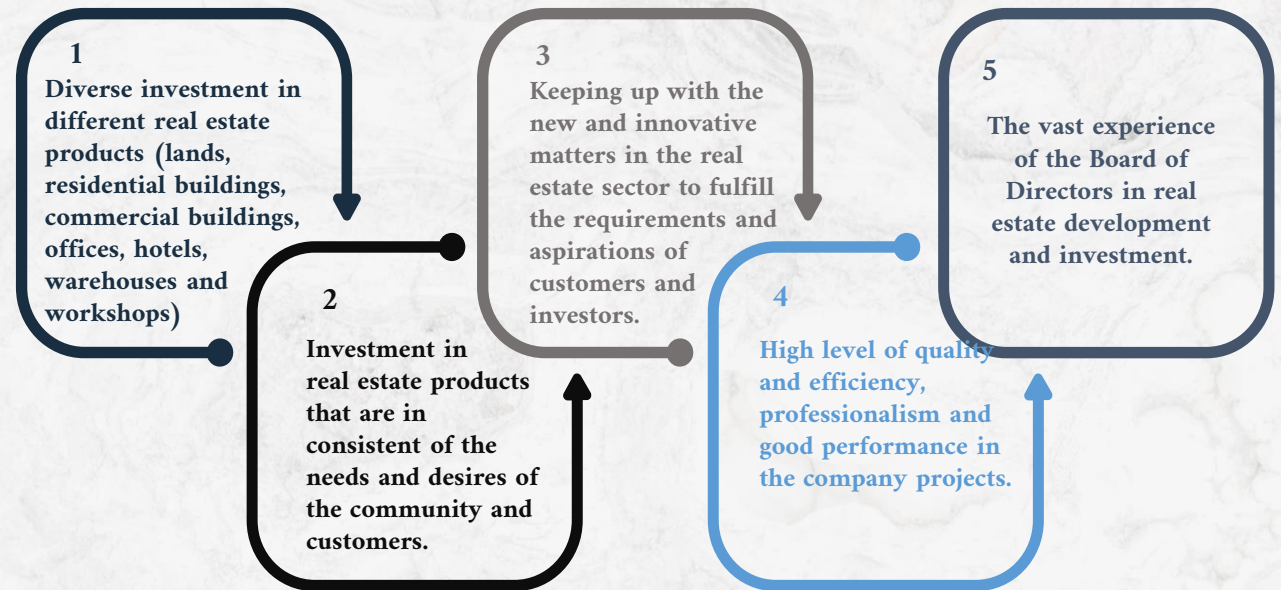 1
Diverse investment in
different real estate
products (lands,
residential buildings,
commercial buildings,
offices, hotels,
warehouses and
workshops)
2
Investment in
real estate products
that are in
consistent of the
needs and desires of
the community and
customers.
3
Keeping up with the
new and innovative
matters in the real
estate sector to fulfill
the requirements and
aspirations of
customers and
investors.
4
High level of quality
and efficiency,
professionalism and
good performance in
the company projects.
5
The vast experience
of the Board of
Directors in real
estate development
and investment.